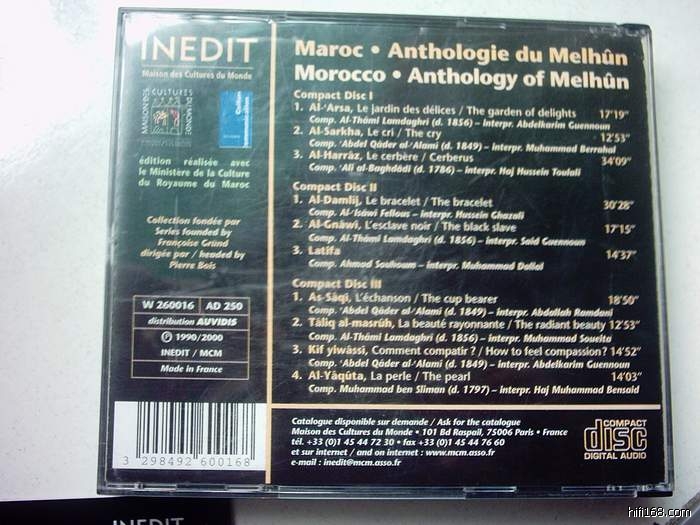 INEDIT
Maison des Cultures du Monde
MAISON DES CULTURES DU MONDE
édition réalisée avec
le Ministère de la Culture
du Royaume du Maroc
Collection fondée par
Series founded by
Françoise Gründ
dirigée par / headed by
Pierre Bois
W 260016 AD 250
distribution AUVIDIS
℗ 1990/2000
INEDIT / MCM
Made in France
3 298492 600168
Maroc • Anthologie du Melhûn
Morocco • Anthology of Melhûn
Compact Disc I
1. Al-'Arsa, Le jardin des délices / The garden of delights 17'19"
Comp. Al-Thâmi Lamdaghri (d. 1856) – interpr. Abdelkarim Guennoun
2. Al-Sarkha, Le cri / The cry 12'53"
Comp. 'Abdel Qâder al-'Alami (d. 1849) – interpr. Muhammad Berrahal
3. Al-Harrâz, Le cerbère / Cerberus 34'09"
Comp. 'Ali al-Baghdâdi (d. 1786) – interpr. Haj Hussein Toulali
Compact Disc II
1. Al-Damlij, Le bracelet / The bracelet 30'28"
Comp. Al-'Isâwi Fellous – interpr. Hussein Ghazali
2. Al-Gnâwi, L'esclave noir / The black slave 17'15"
Comp. Al-Thâmi Lamdaghri (d. 1856) – interpr. Said Guennoun
3. Latifa 14'37"
Comp. Ahmad Souhoum – interpr. Muhammad Dallal
Compact Disc III
1. As-Sâqi, L'échanson / The cup bearer 18'50"
Comp. 'Abdel Qâder al-'Alami (d. 1849) – interpr. Abdallah Ramdani
2. Tâliq al-masrûh, La beauté rayonnante / The radiant beauty 12'53"
Comp. Al-Thâmi Lamdaghri (d. 1856) – interpr. Muhammad Soueita
3. Kif yiwâssi, Comment compatir ? / How to feel compassion? 14'52"
Comp. 'Abdel Qâder al-'Alami (d. 1849) – interpr. Abdelkarim Guennoun
4. Al-Yâqûta, La perle / The pearl 14'03"
Comp. Muhammad ben Sliman (d. 1797) – interpr. Haj Muhammad Bensaid
Catalogue disponible sur demande / Ask for the catalogue
Maison des Cultures du Monde • 101 Bd Raspail, 75006 Paris • France
tél. +33 (0)1 45 44 72 30 • fax +33 (0)1 45 44 76 60
et sur internet / and on internet : www.mcm.asso.fr
e-mail : inedit@mcm.asso.fr
COMPACT
disc
DIGITAL AUDIO
INEDIT
hifi168.com